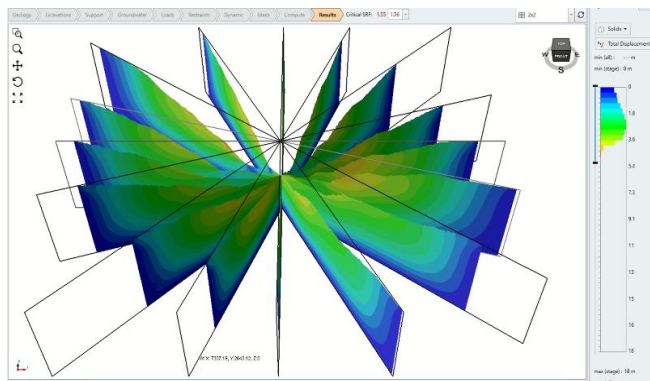 Geology Excavations Support Groundwater Loads Restraint Dynamic Mesh Compute Results Critical SRF: 1.55 1.56
2x2
Solids
Total Displacement
min (all) : --- m
min (stage) : 0 m
TOP
W FRONT E
S
0
1.8
3.6
5.4
7.3
9.1
11
13
15
16
18
max (stage) : 18 m